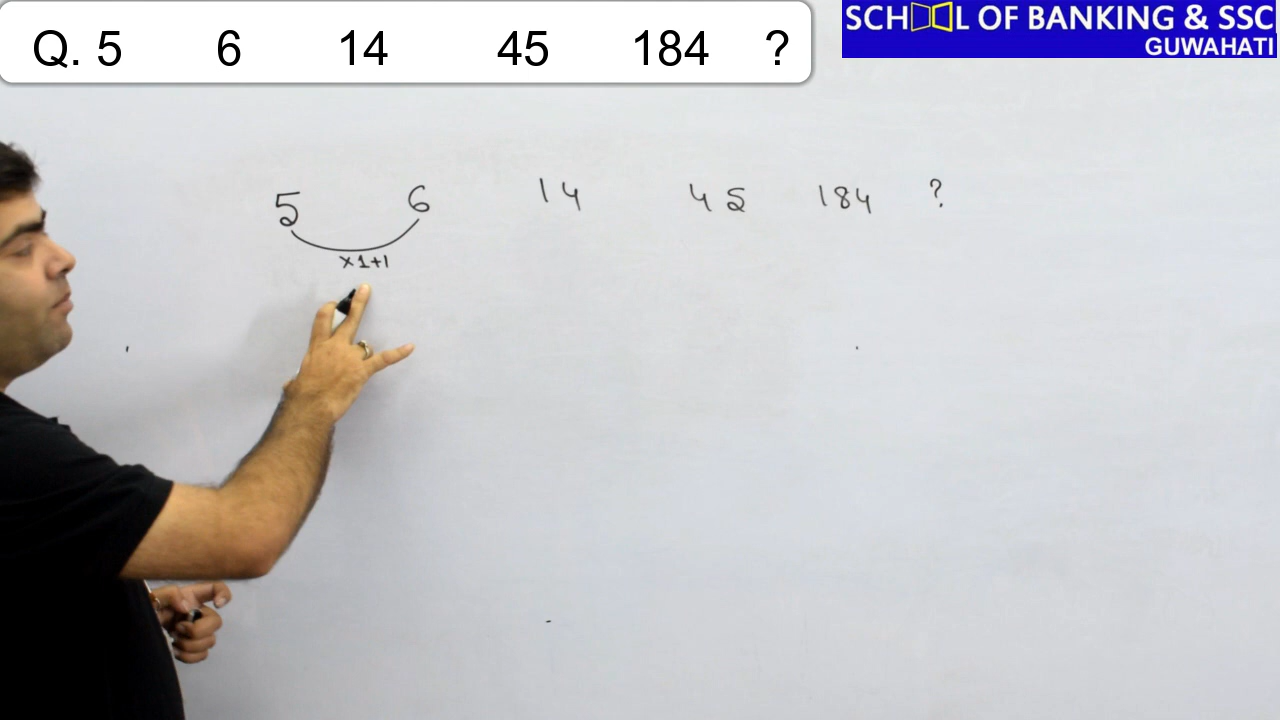 Q. 5 6 14 45 184 ?
SCHOOL OF BANKING & SSC
GUWAHATI
5 6 14 45 184 ?
×1+1